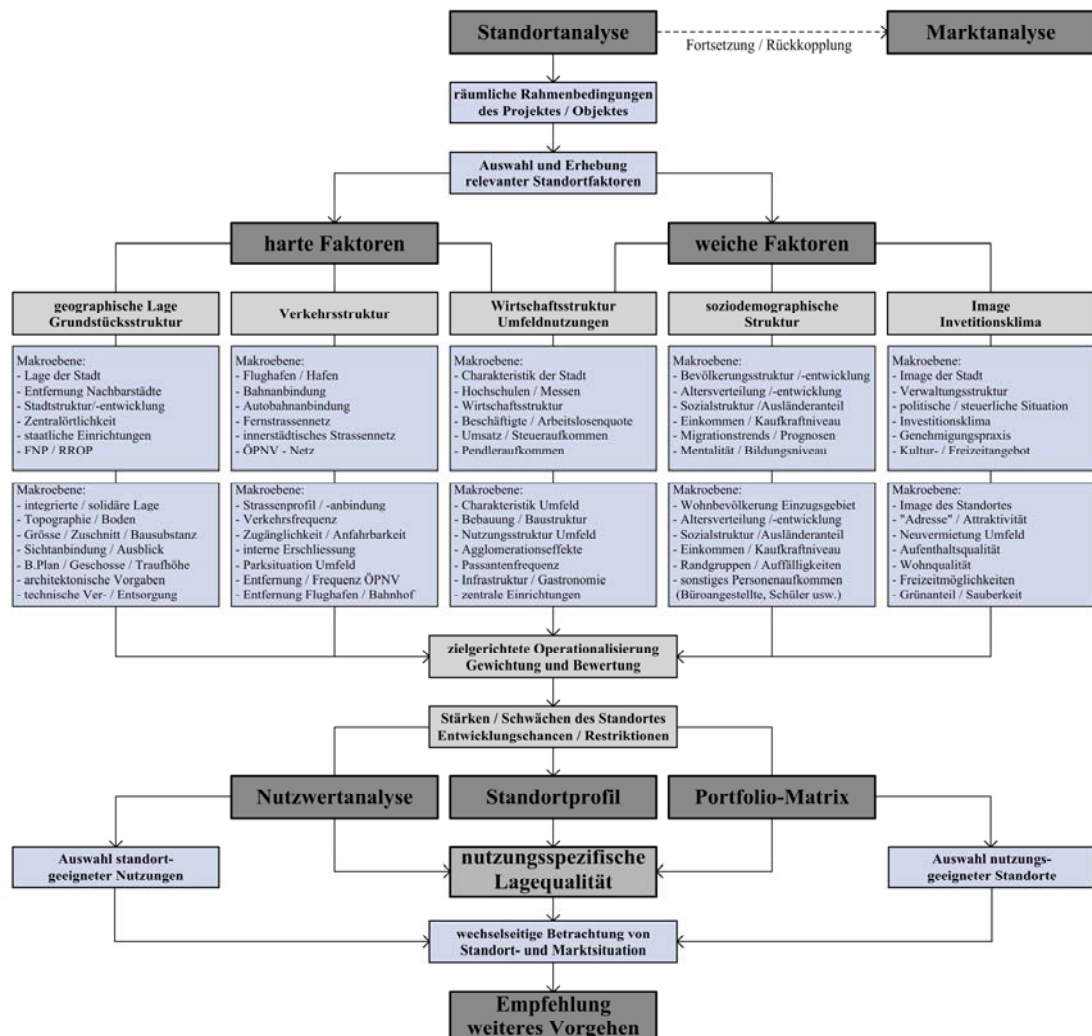 Standortanalyse
Fortsetzung / Rückkopplung
Marktanalyse
räumliche Rahmenbedingungen
des Projektes / Objektes
Auswahl und Erhebung
relevanter Standortfaktoren
harte Faktoren
weiche Faktoren
geographische Lage
Grundstücksstruktur
Verkehrsstruktur
Wirtschaftsstruktur
Umfeldnutzungen
soziodemographische
Struktur
Image
Invetitionsklima
Makroebene:
- Lage der Stadt
- Entfernung Nachbarstädte
- Stadtstruktur/-entwicklung
- Zentralörtlichkeit
- staatliche Einrichtungen
- FNP / RROP
Makroebene:
- Flughafen / Hafen
- Bahnanbindung
- Autobahnanbindung
- Fernstrassennetz
- innerstädtisches Strassennetz
- ÖPNV - Netz
Makroebene:
- Charakteristik der Stadt
- Hochschulen / Messen
- Wirtschaftsstruktur
- Beschäftigte / Arbeitslosenquote
- Umsatz / Steueraufkommen
- Pendleraufkommen
Makroebene:
- Bevölkerungsstruktur /-entwicklung
- Altersverteilung /-entwicklung
- Sozialstruktur /Ausländeranteil
- Einkommen / Kaufkraftniveau
- Migrationstrends / Prognosen
- Mentalität / Bildungsniveau
Makroebene:
- Image der Stadt
- Verwaltungsstruktur
- politische / steuerliche Situation
- Investitionsklima
- Genehmigungspraxis
- Kultur- / Freizeitangebot
Makroebene:
- integrierte / solidäre Lage
- Topographie / Boden
- Grösse / Zuschnitt / Bausubstanz
- Sichtanbindung / Ausblick
- B.Plan / Geschosse / Traufhöhe
- architektonische Vorgaben
- technische Ver- / Entsorgung
Makroebene:
- Strassenprofil / -anbindung
- Verkehrsfrequenz
- Zugänglichkeit / Anfahrbarkeit
- interne Erschliessung
- Parksituation Umfeld
- Entfernung / Frequenz ÖPNV
- Entfernung Flughafen / Bahnhof
Makroebene:
- Charakteristik Umfeld
- Bebauung / Baustruktur
- Nutzungsstruktur Umfeld
- Agglomerationseffekte
- Passantenfrequenz
- Infrastruktur / Gastronomie
- zentrale Einrichtungen
Makroebene:
- Wohnbevölkerung Einzugsgebiet
- Altersverteilung /-entwicklung
- Sozialstruktur /Ausländeranteil
- Einkommen / Kaufkraftniveau
- Randgruppen / Auffälligkeiten
- sonstiges Personenaufkommen
(Büroangestellte, Schüler usw.)
Makroebene:
- Image des Standortes
- "Adresse" / Attraktivität
- Neuvermietung Umfeld
- Aufenthaltsqualität
- Wohnqualität
- Freizeitmöglichkeiten
- Grünanteil / Sauberkeit
zielgerichtete Operationalisierung
Gewichtung und Bewertung
Stärken / Schwächen des Standortes
Entwicklungschancen / Restriktionen
Nutzwertanalyse
Standortprofil
Portfolio-Matrix
Auswahl standort-
geeigneter Nutzungen
nutzungsspezifische
Lagequalität
Auswahl nutzungs-
geeigneter Standorte
wechselseitige Betrachtung von
Standort- und Marktsituation
Empfehlung
weiteres Vorgehen